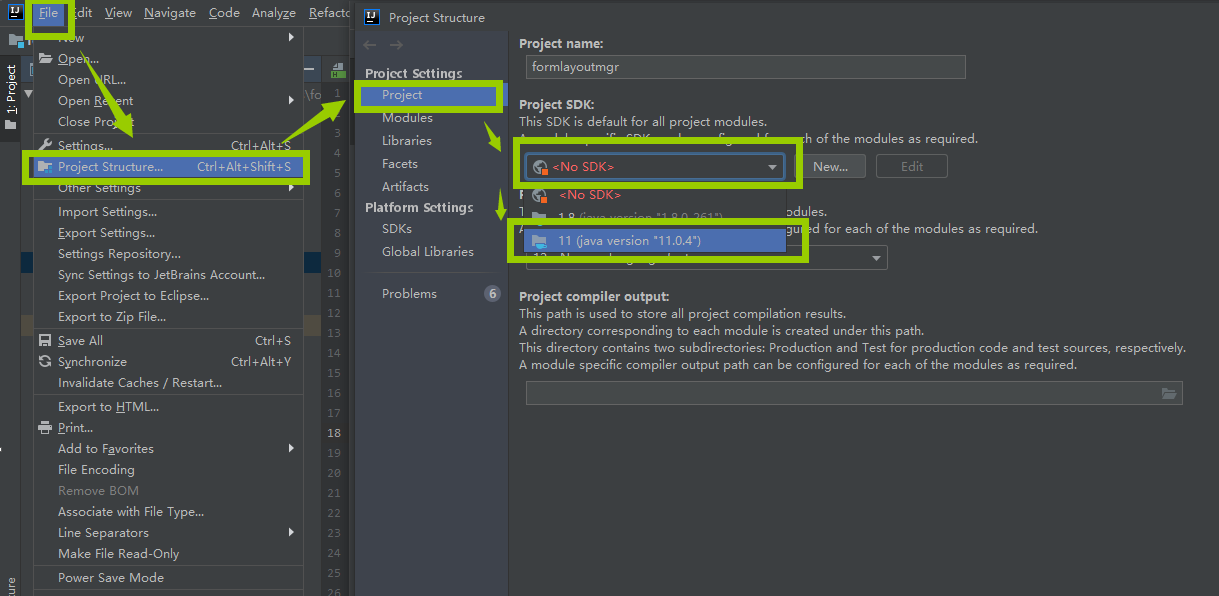 File Edit View Navigate Code Analyze Refacto
New
Open...
Open URL...
Open Recent
Close Project
Settings... Ctrl+Alt+S
Project Structure... Ctrl+Alt+Shift+S
Other Settings
Import Settings...
Export Settings...
Settings Repository...
Sync Settings to JetBrains Account...
Export Project to Eclipse...
Export to Zip File...
Save All Ctrl+S
Synchronize Ctrl+Alt+Y
Invalidate Caches / Restart...
Export to HTML...
Print...
Add to Favorites
File Encoding
Remove BOM
Associate with File Type...
Line Separators
Make File Read-Only
Power Save Mode
1: Project
ure
\fo
1
3
4
5
6
7
8
9
10
11
12
13
14
15
16
17
18
19
20
21
22
23
24
25
26
Project Structure
Project Settings
Project
Modules
Libraries
Facets
Artifacts
Platform Settings
SDKs
Global Libraries
Problems 6
Project name:
formlayoutmgr
Project SDK:
This SDK is default for all project modules.
A module specific SDK can be configured for each of the modules as required.
<No SDK> New... Edit
<No SDK>
1.8 (java version "1.8.0_261")
11 (java version "11.0.4")
modules.
gured for each of the modules as required.
Project compiler output:
This path is used to store all project compilation results.
A directory corresponding to each module is created under this path.
This directory contains two subdirectories: Production and Test for production code and test sources, respectively.
A module specific compiler output path can be configured for each of the modules as required.